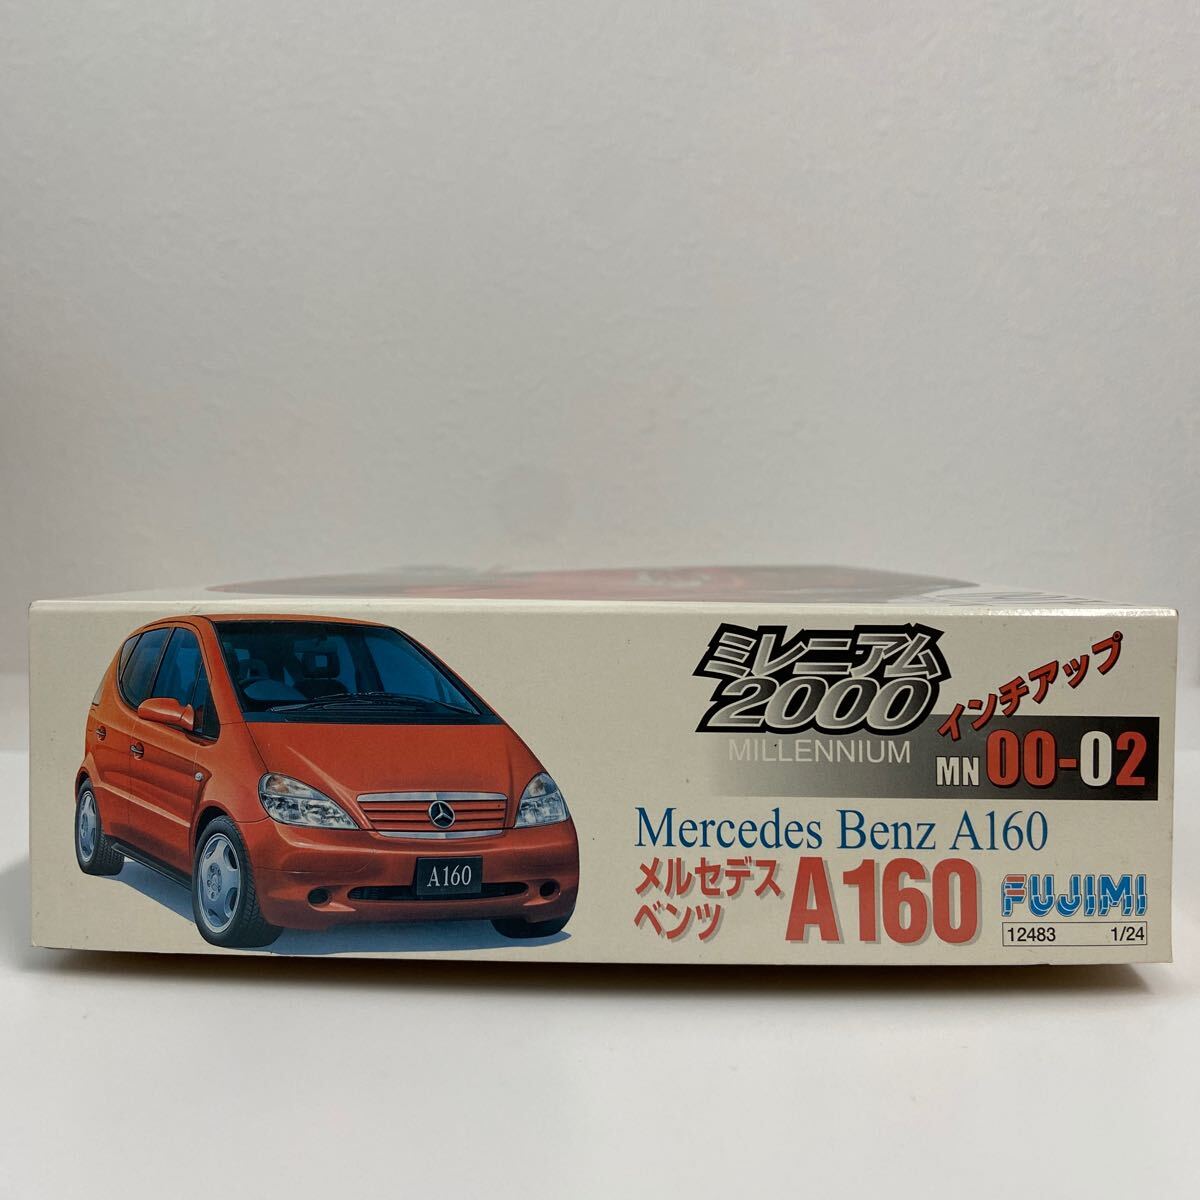 ミレニアム
2000
MILLENNIUM
インチアップ
MN 00-02
Mercedes Benz A160
メルセデス
ベンツ
A160
FUJIMI
12483 1/24
A160